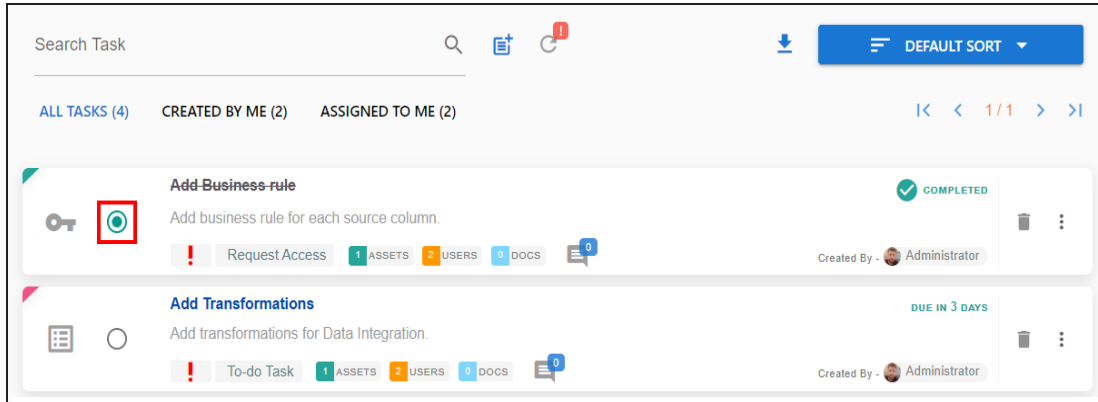 Search Task
!
DEFAULT SORT
ALL TASKS (4) CREATED BY ME (2) ASSIGNED TO ME (2) 1 / 1
Add Business rule
COMPLETED
Add business rule for each source column.
! Request Access 1 ASSETS 2 USERS 0 DOCS 0
Created By - Administrator
Add Transformations
DUE IN 3 DAYS
Add transformations for Data Integration.
! To-do Task 1 ASSETS 2 USERS 0 DOCS 0
Created By - Administrator